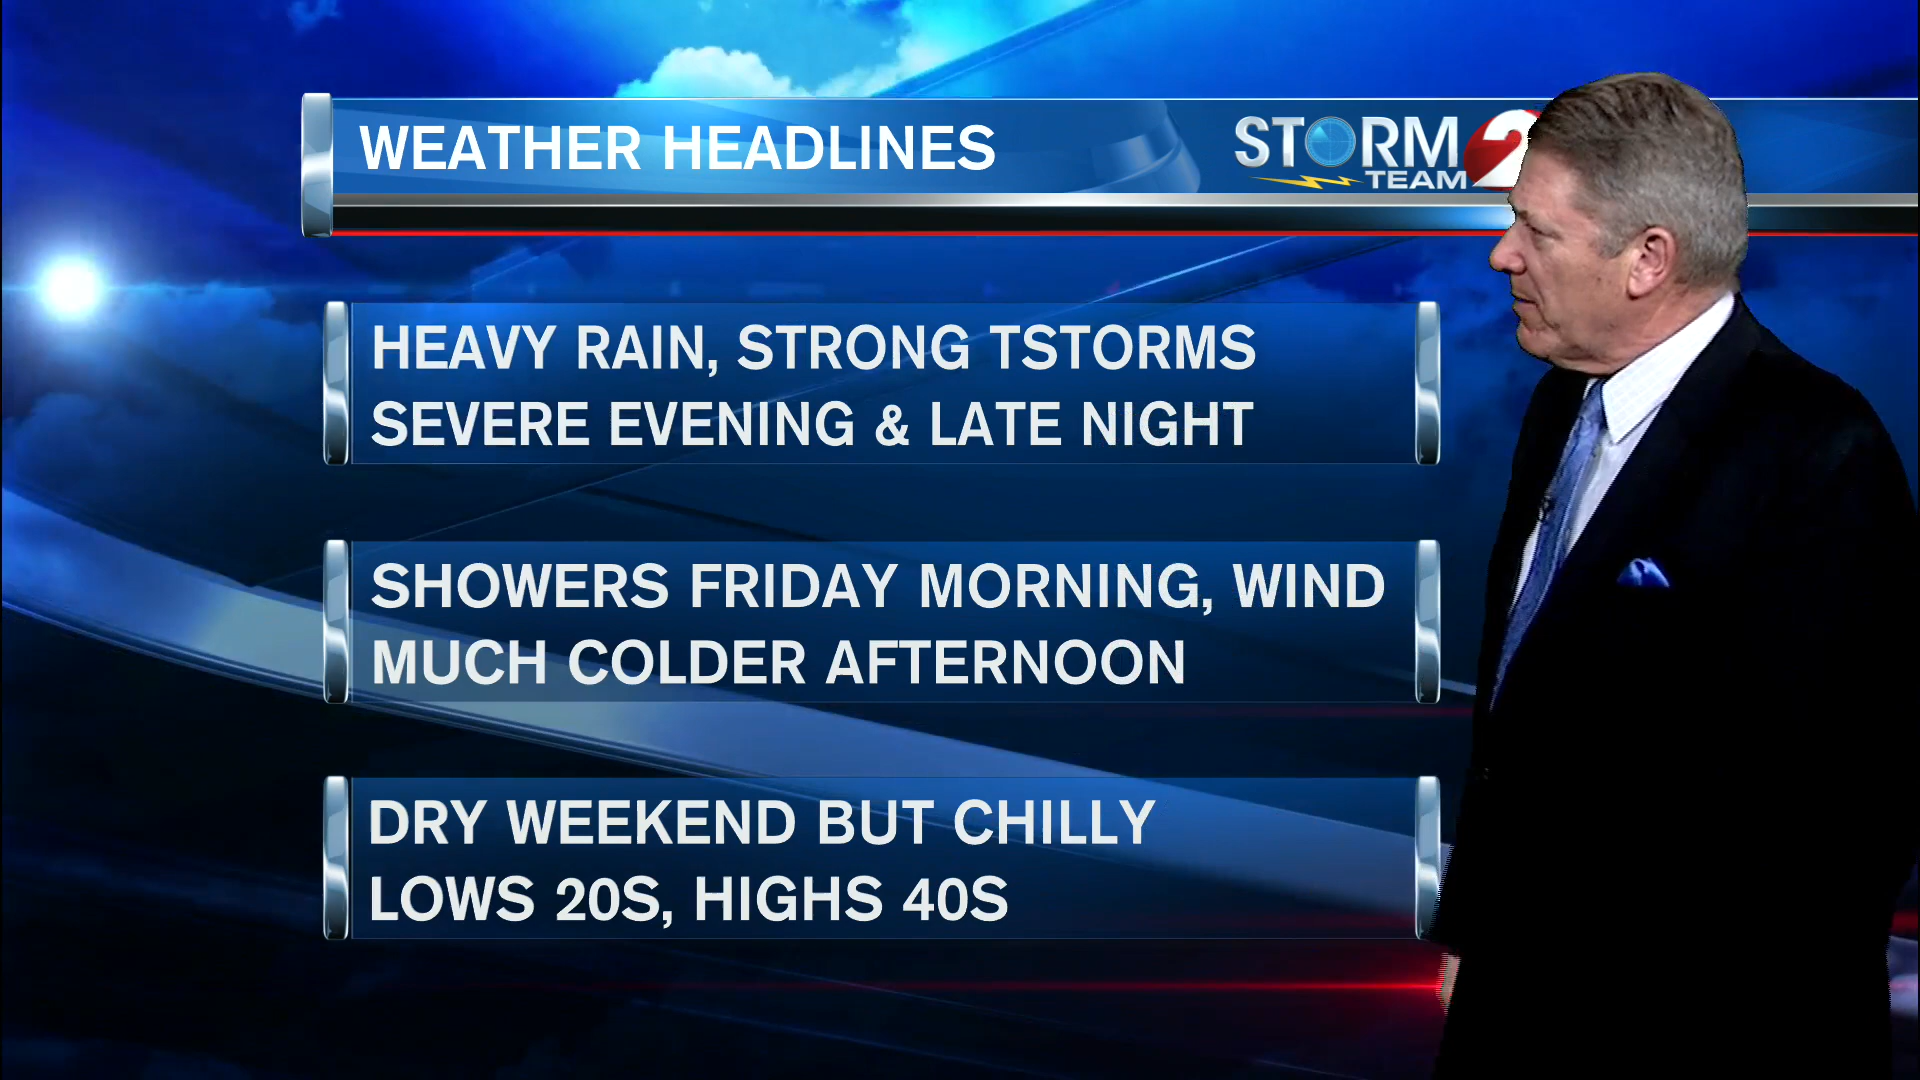 WEATHER HEADLINES
STORM 2
TEAM
HEAVY RAIN, STRONG TSTORMS
SEVERE EVENING & LATE NIGHT
SHOWERS FRIDAY MORNING, WIND
MUCH COLDER AFTERNOON
DRY WEEKEND BUT CHILLY
LOWS 20S, HIGHS 40S